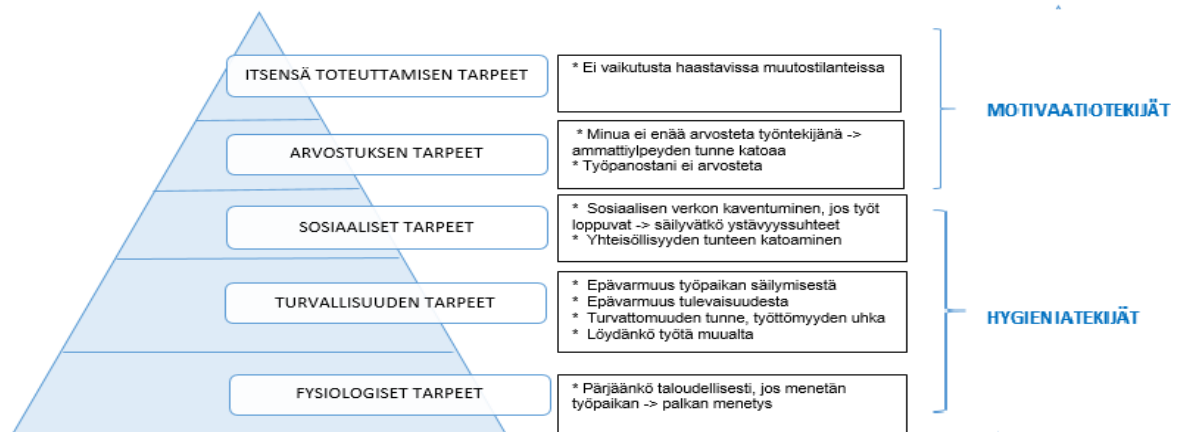 ITSENSÄ TOTEUTTAMISEN TARPEET
* Ei vaikutusta haastavissa muutostilanteissa
MOTIVAATIOTEKIJÄT
ARVOSTUKSEN TARPEET
* Minua ei enää arvosteta työntekijänä ->
ammattiylpeyden tunne katoaa
* Työpanostani ei arvosteta
SOSIAALISET TARPEET
* Sosiaalisen verkon kaventuminen, jos työt
loppuvat -> säilyvätkö ystävyyssuhteet
* Yhteisöllisyyden tunteen katoaminen
TURVALLISUUDEN TARPEET
* Epävarmuus työpaikan säilymisestä
* Epävarmuus tulevaisuudesta
* Turvattomuuden tunne, työttömyyden uhka
* Löydänkö työtä muualta
HYGIENIATEKIJÄT
FYSIOLOGISET TARPEET
* Pärjäänkö taloudellisesti, jos menetän
työpaikan -> palkan menetys